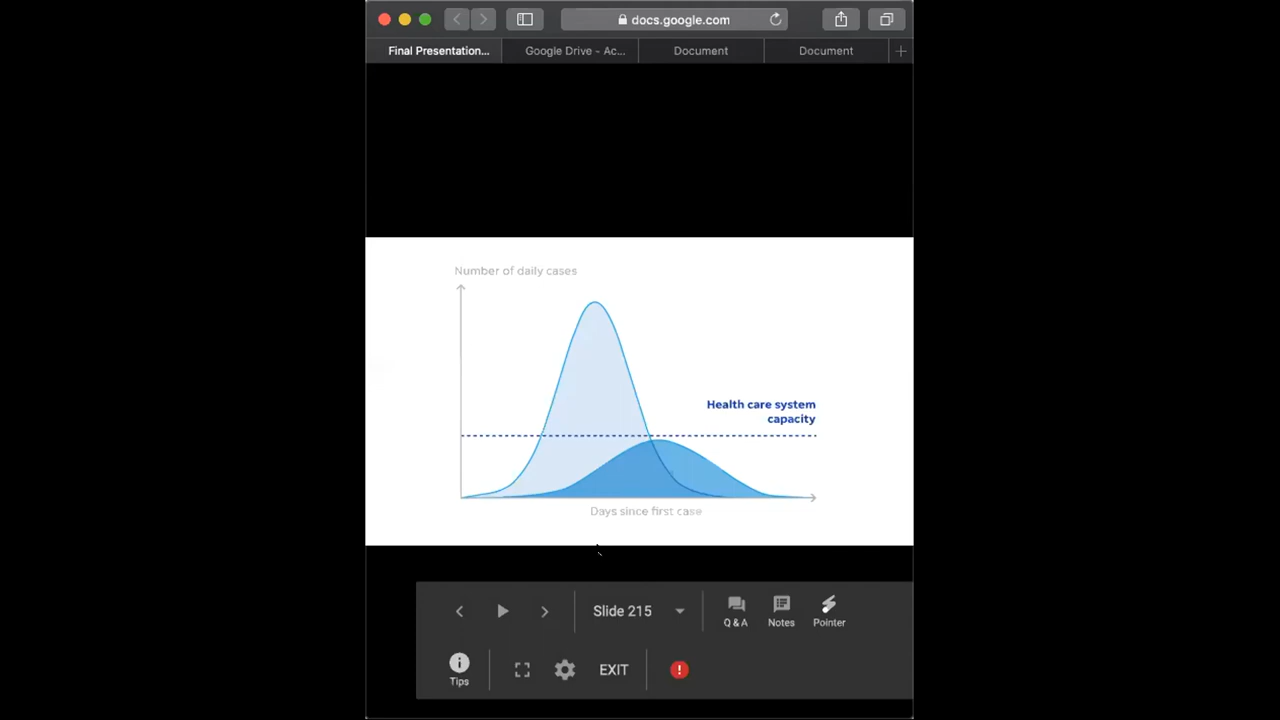 docs.google.com
Final Presentation...
Google Drive - Ac...
Document
Document
Number of daily cases
Health care system
capacity
Days since first case
Slide 215
Q & A
Notes
Pointer
Tips
EXIT